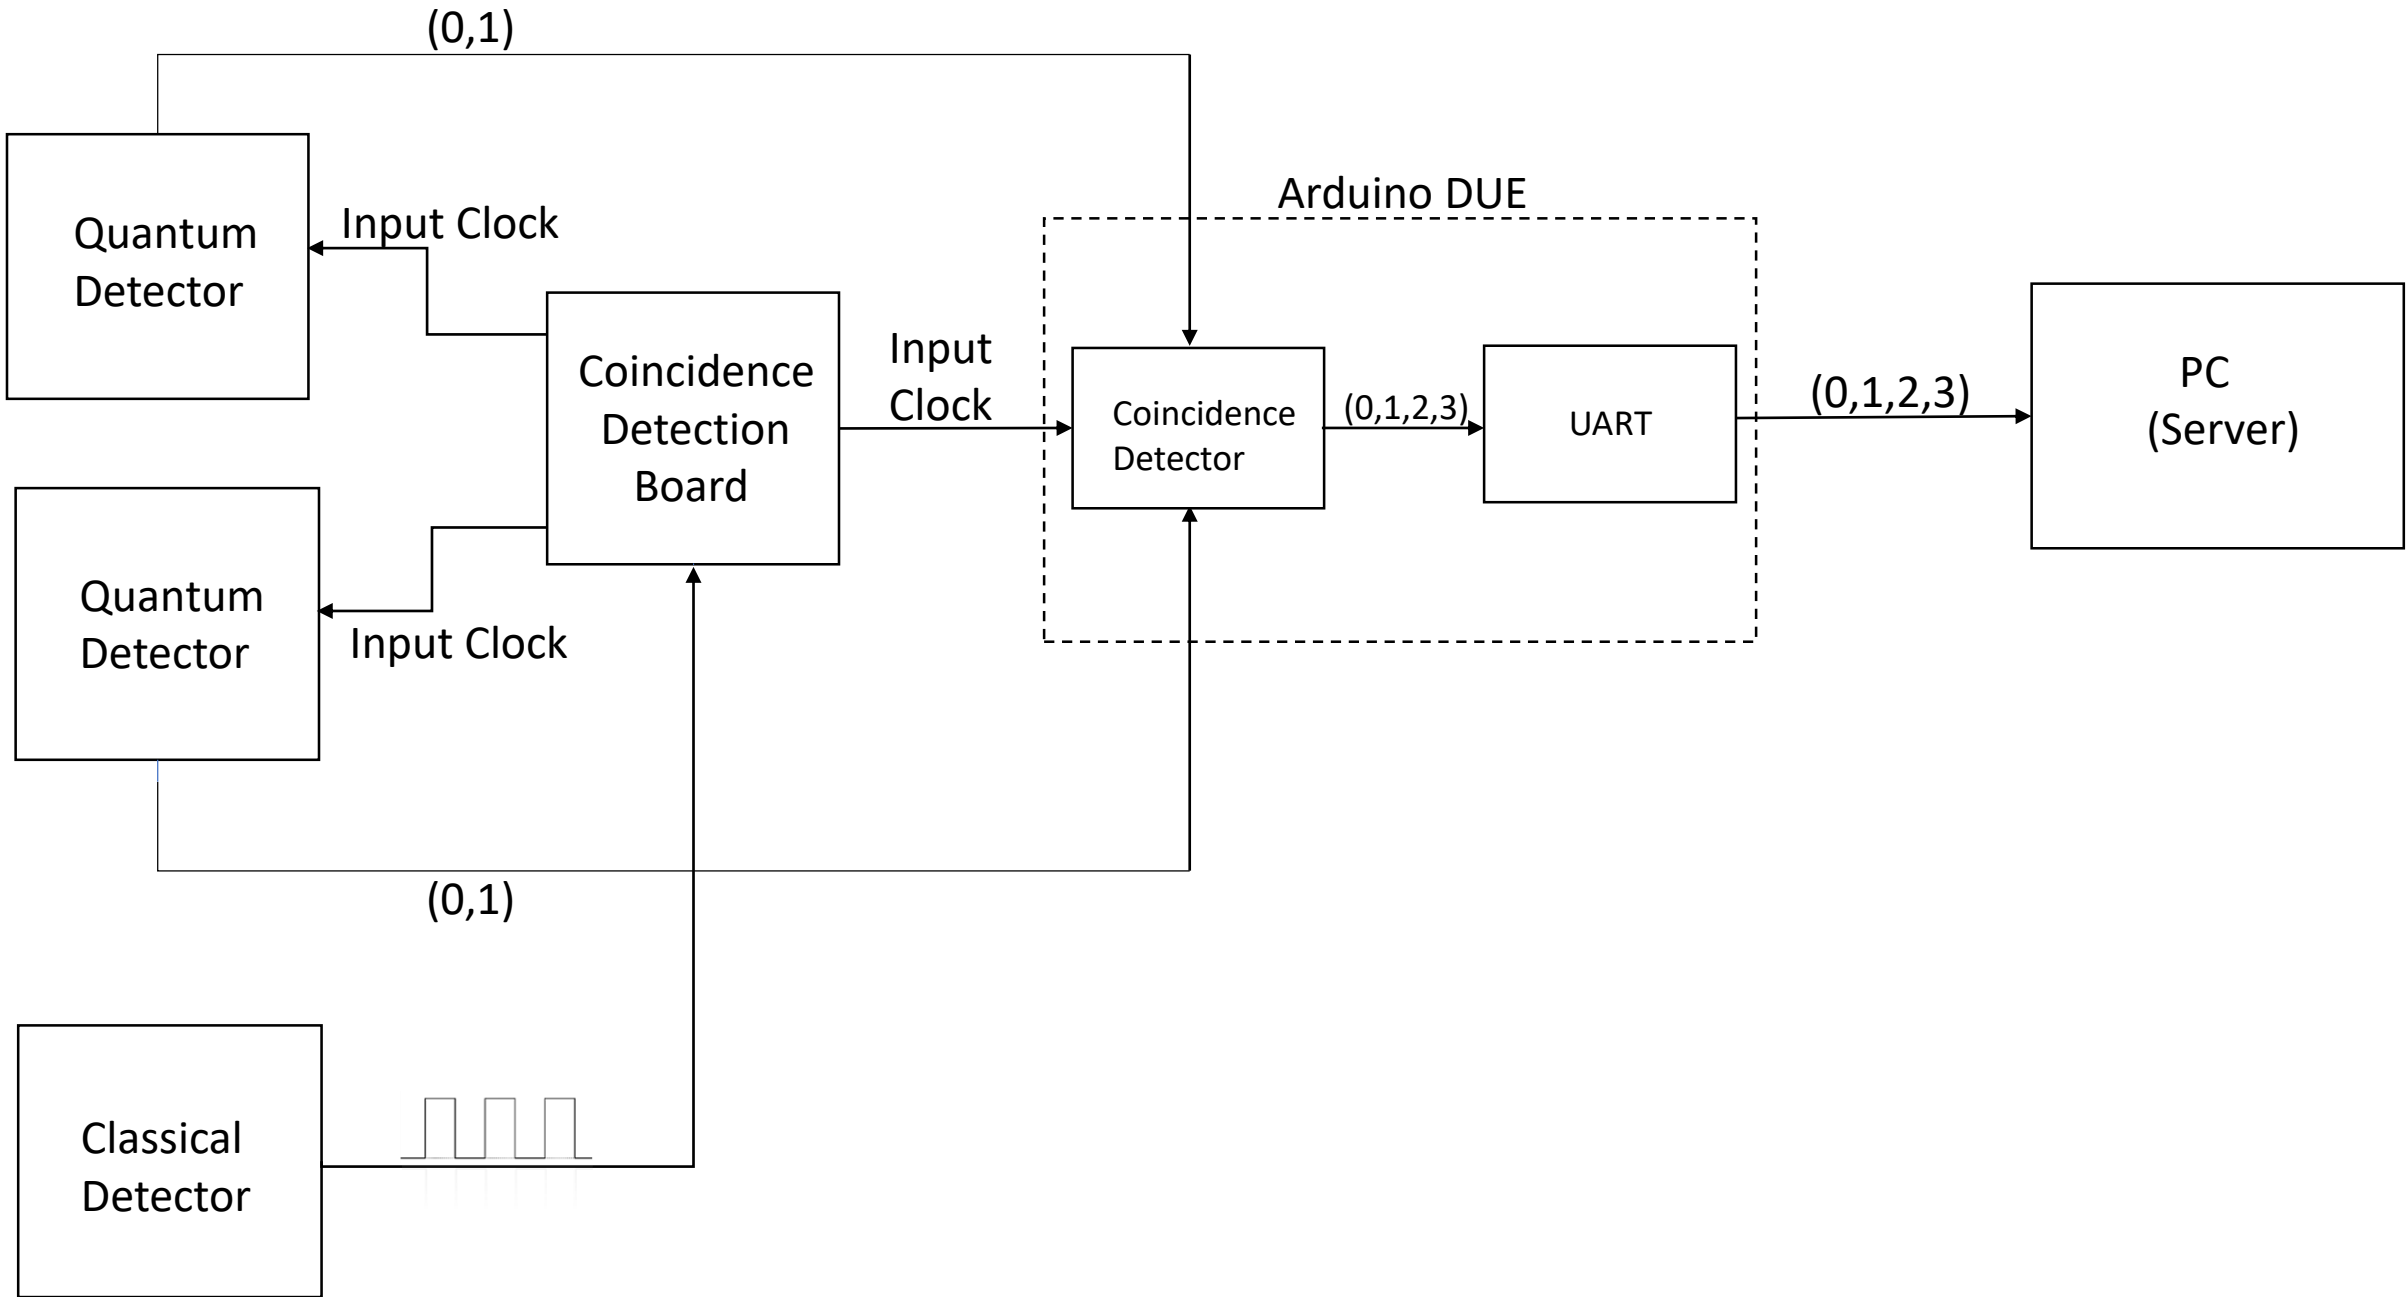 (0,1)
Arduino DUE
Quantum
Detector
Input Clock
Coincidence
Detection
Board
Input
Clock
Coincidence
Detector
(0,1,2,3)
UART
(0,1,2,3)
PC
(Server)
Quantum
Detector
Input Clock
(0,1)
Classical
Detector